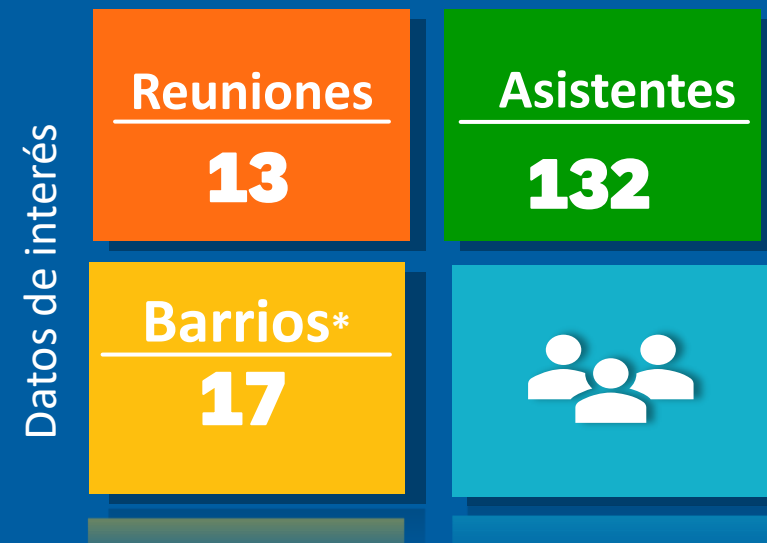 Datos de interés
Reuniones
13
Asistentes
132
Barrios*
17